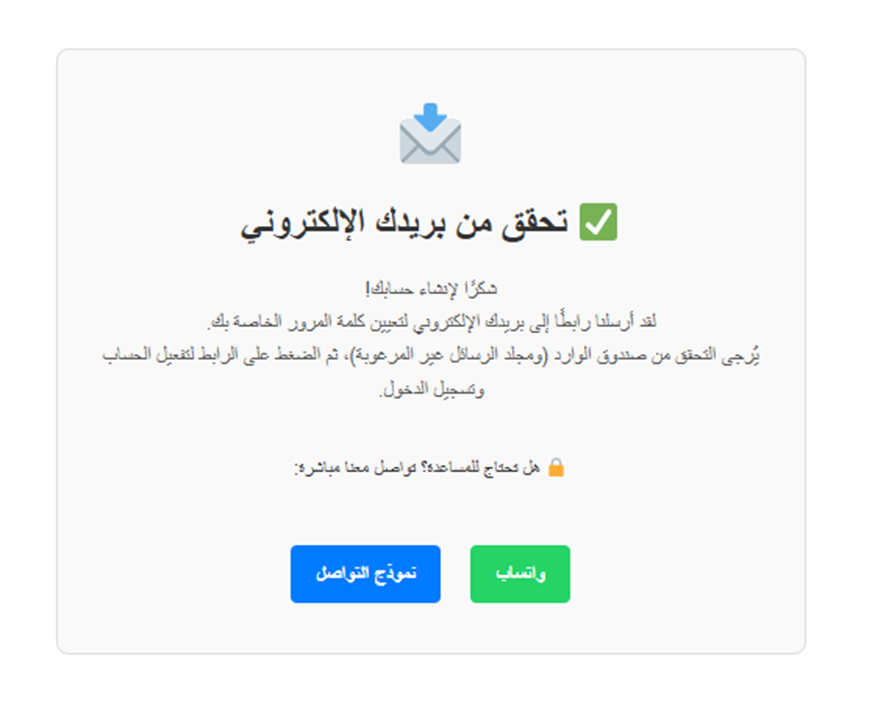 تحقق من بريدك الإلكتروني
شكرًا لإنشاء حسابك!
لقد أرسلنا رابطًا إلى بريدك الإلكتروني لتعيين كلمة المرور الخاصة بك.
يُرجى التحقق من صندوق الوارد (ومجلد الرسائل غير المرغوبة)، ثم الضغط على الرابط لتفعيل الحساب
وتسجيل الدخول.
هل تحتاج للمساعدة؟ تواصل معنا مباشرة:
واتساب
نموذج التواصل